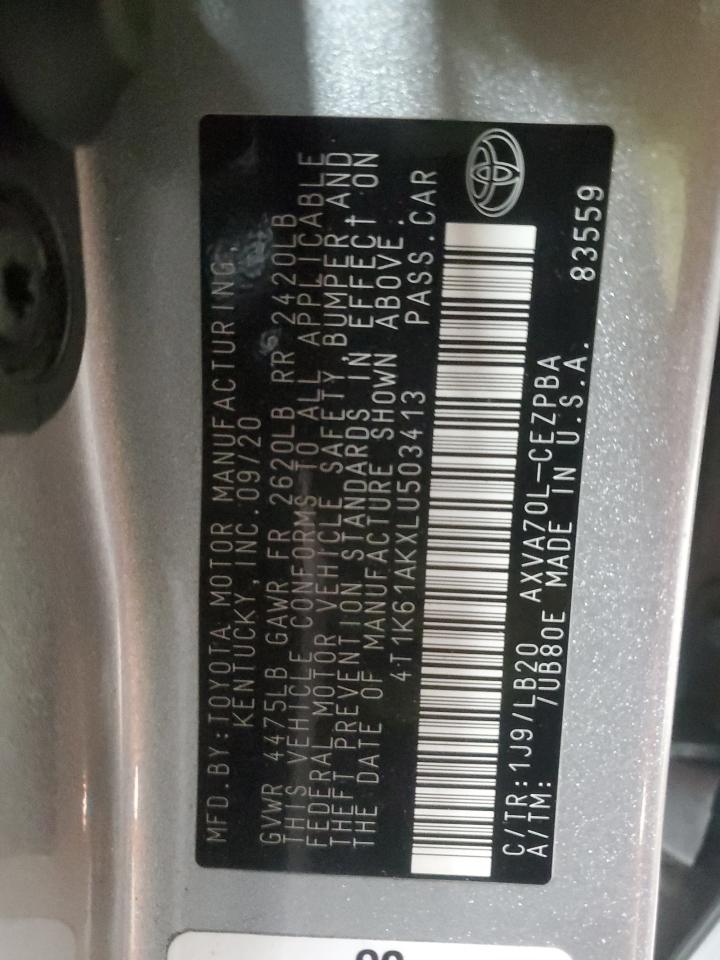 MFD.BY:TOYOTA MOTOR MANUFACTURING,
KENTUCKY,INC. 09/20
GVWR 4475LB GAWR FR 2620LB RR 2420LB
THIS VEHICLE CONFORMS TO ALL APPLICABLE
FEDERAL MOTOR VEHICLE SAFETY, BUMPER AND
THEFT PREVENTION STANDARDS IN EFFECT ON
THE DATE OF MANUFACTURE SHOWN ABOVE.
4T1K61AKXLU503413 PASS.CAR
C/TR:1J9/LB20 AXVA70L-CEZPBA
A/TM: 7UB80E MADE IN U.S.A. 83559